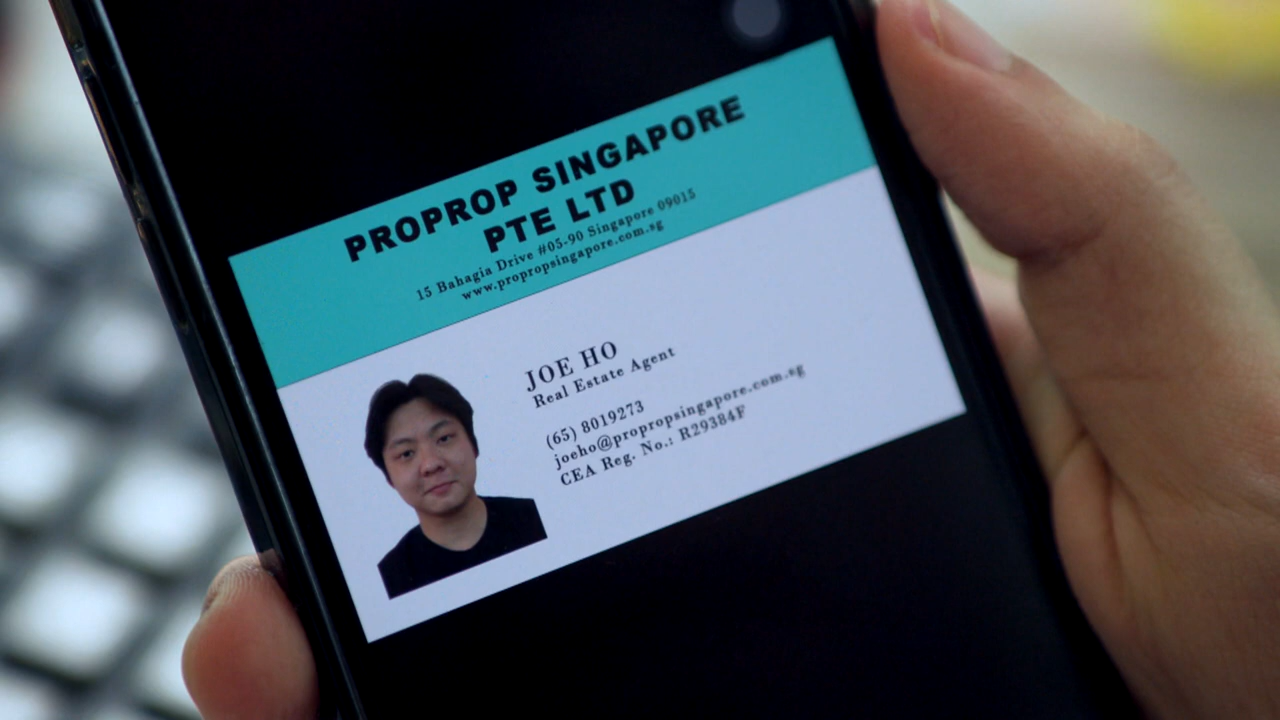 PROPROP SINGAPORE
PTE LTD
15 Bahagia Drive #05-90 Singapore 09015
www.propropsingapore.com.sg
JOE HO
Real Estate Agent
(65) 8019273
joeho@propropsingapore.com.sg
CEA Reg. No.: R29384F